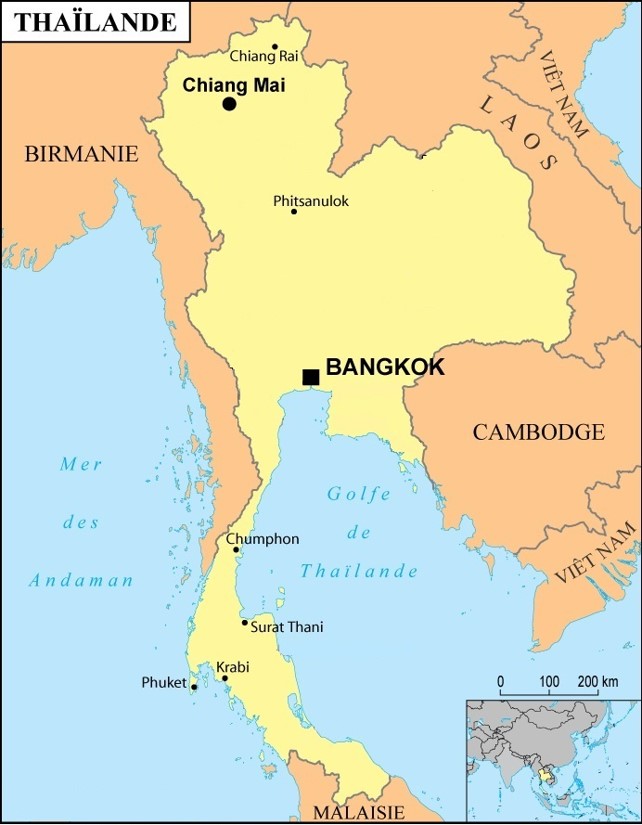 THAÏLANDE
Chiang Rai
Chiang Mai
VIÊT NAM
LAOS
BIRMANIE
Phitsanulok
BANGKOK
CAMBODGE
Mer
des
Andaman
Golfe
de
Thaïlande
Chumphon
VIÊT NAM
Surat Thani
Krabi
Phuket
0 100 200 km
MALAISIE